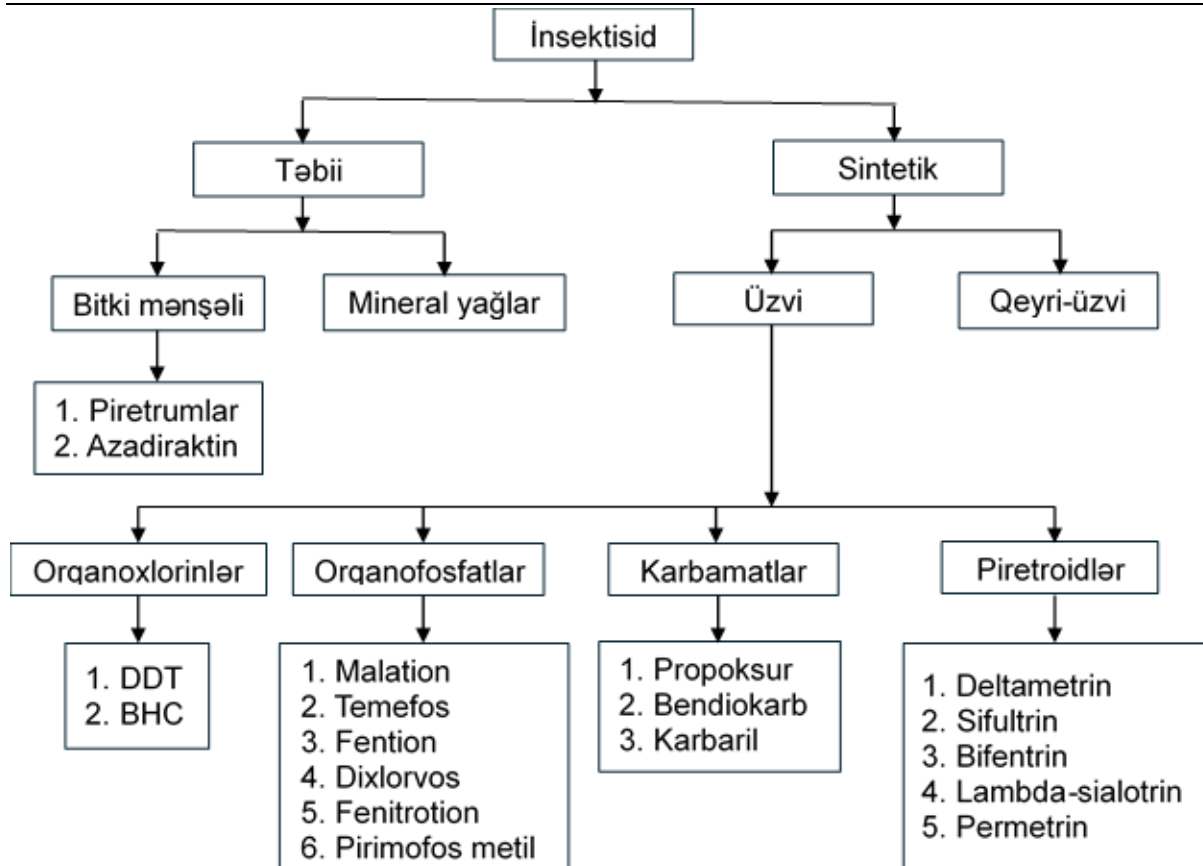 İnsektisid
Təbii
Sintetik
Bitki mənşəli
Mineral yağlar
Üzvi
Qeyri-üzvi
1. Piretrumlar
2. Azadiraktin
Orqanoxlorinlər
Orqanofosfatlar
Karbamatlar
Piretroidlər
1. DDT
2. BHC
1. Malation
2. Temefos
3. Fention
4. Dixlorvos
5. Fenitrotion
6. Pirimofos metil
1. Propoksur
2. Bendiokarb
3. Karbaril
1. Deltametrin
2. Sifultrin
3. Bifentrin
4. Lambda-sialotrin
5. Permetrin